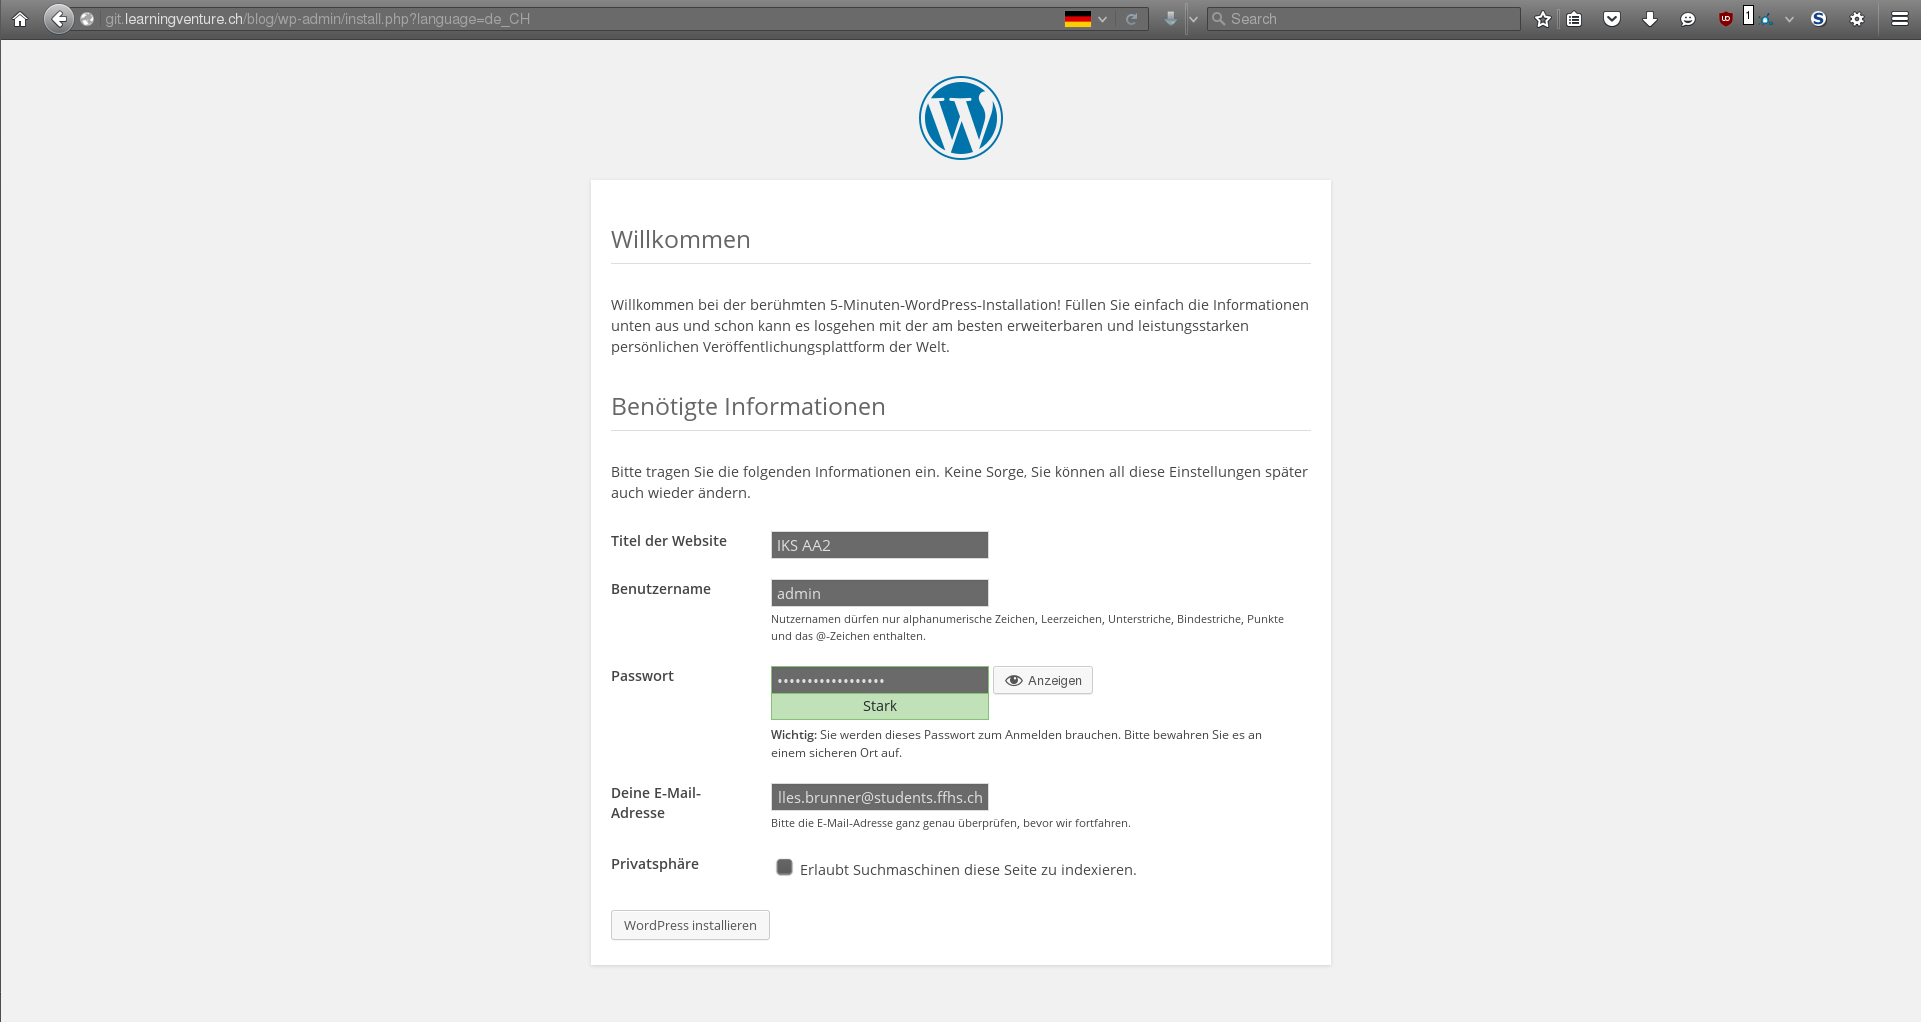 git.learningventure.ch/blog/wp-admin/install.php?language=de_CH
Search
1
Willkommen
Willkommen bei der berühmten 5-Minuten-WordPress-Installation! Füllen Sie einfach die Informationen
unten aus und schon kann es losgehen mit der am besten erweiterbaren und leistungsstarken
persönlichen Veröffentlichungsplattform der Welt.
Benötigte Informationen
Bitte tragen Sie die folgenden Informationen ein. Keine Sorge, Sie können all diese Einstellungen später
auch wieder ändern.
Titel der Website
IKS AA2
Benutzername
admin
Nutzernamen dürfen nur alphanumerische Zeichen, Leerzeichen, Unterstriche, Bindestriche, Punkte
und das @-Zeichen enthalten.
Passwort
••••••••••••••••••
Anzeigen
Stark
Wichtig: Sie werden dieses Passwort zum Anmelden brauchen. Bitte bewahren Sie es an
einem sicheren Ort auf.
Deine E-Mail-
Adresse
lles.brunner@students.ffhs.ch
Bitte die E-Mail-Adresse ganz genau überprüfen, bevor wir fortfahren.
Privatsphäre
Erlaubt Suchmaschinen diese Seite zu indexieren.
WordPress installieren